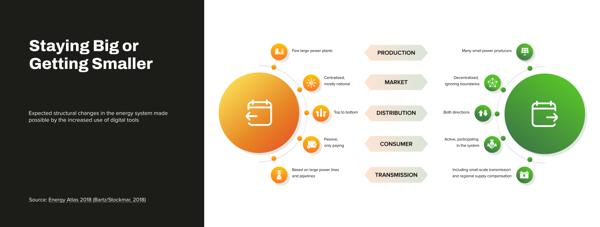 Staying Big or
Getting Smaller
Expected structural changes in the energy system made
possible by the increased use of digital tools
Source: Energy Atlas 2018 (Bartz/Stockmar, 2018)
Few large power plants
PRODUCTION
Many small power producers
Centralized,
mostly national
MARKET
Decentralized,
ignoring boundaries
Top to bottom
DISTRIBUTION
Both directions
Passive,
only paying
CONSUMER
Active, participating
in the system
Based on large power lines
and pipelines
TRANSMISSION
Including small-scale transmission
and regional supply compensation